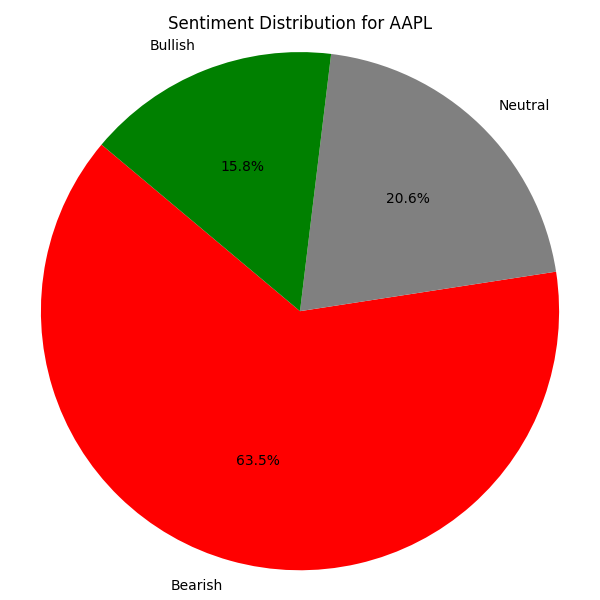 Sentiment Distribution for AAPL
Bullish
Neutral
15.8%
20.6%
63.5%
Bearish